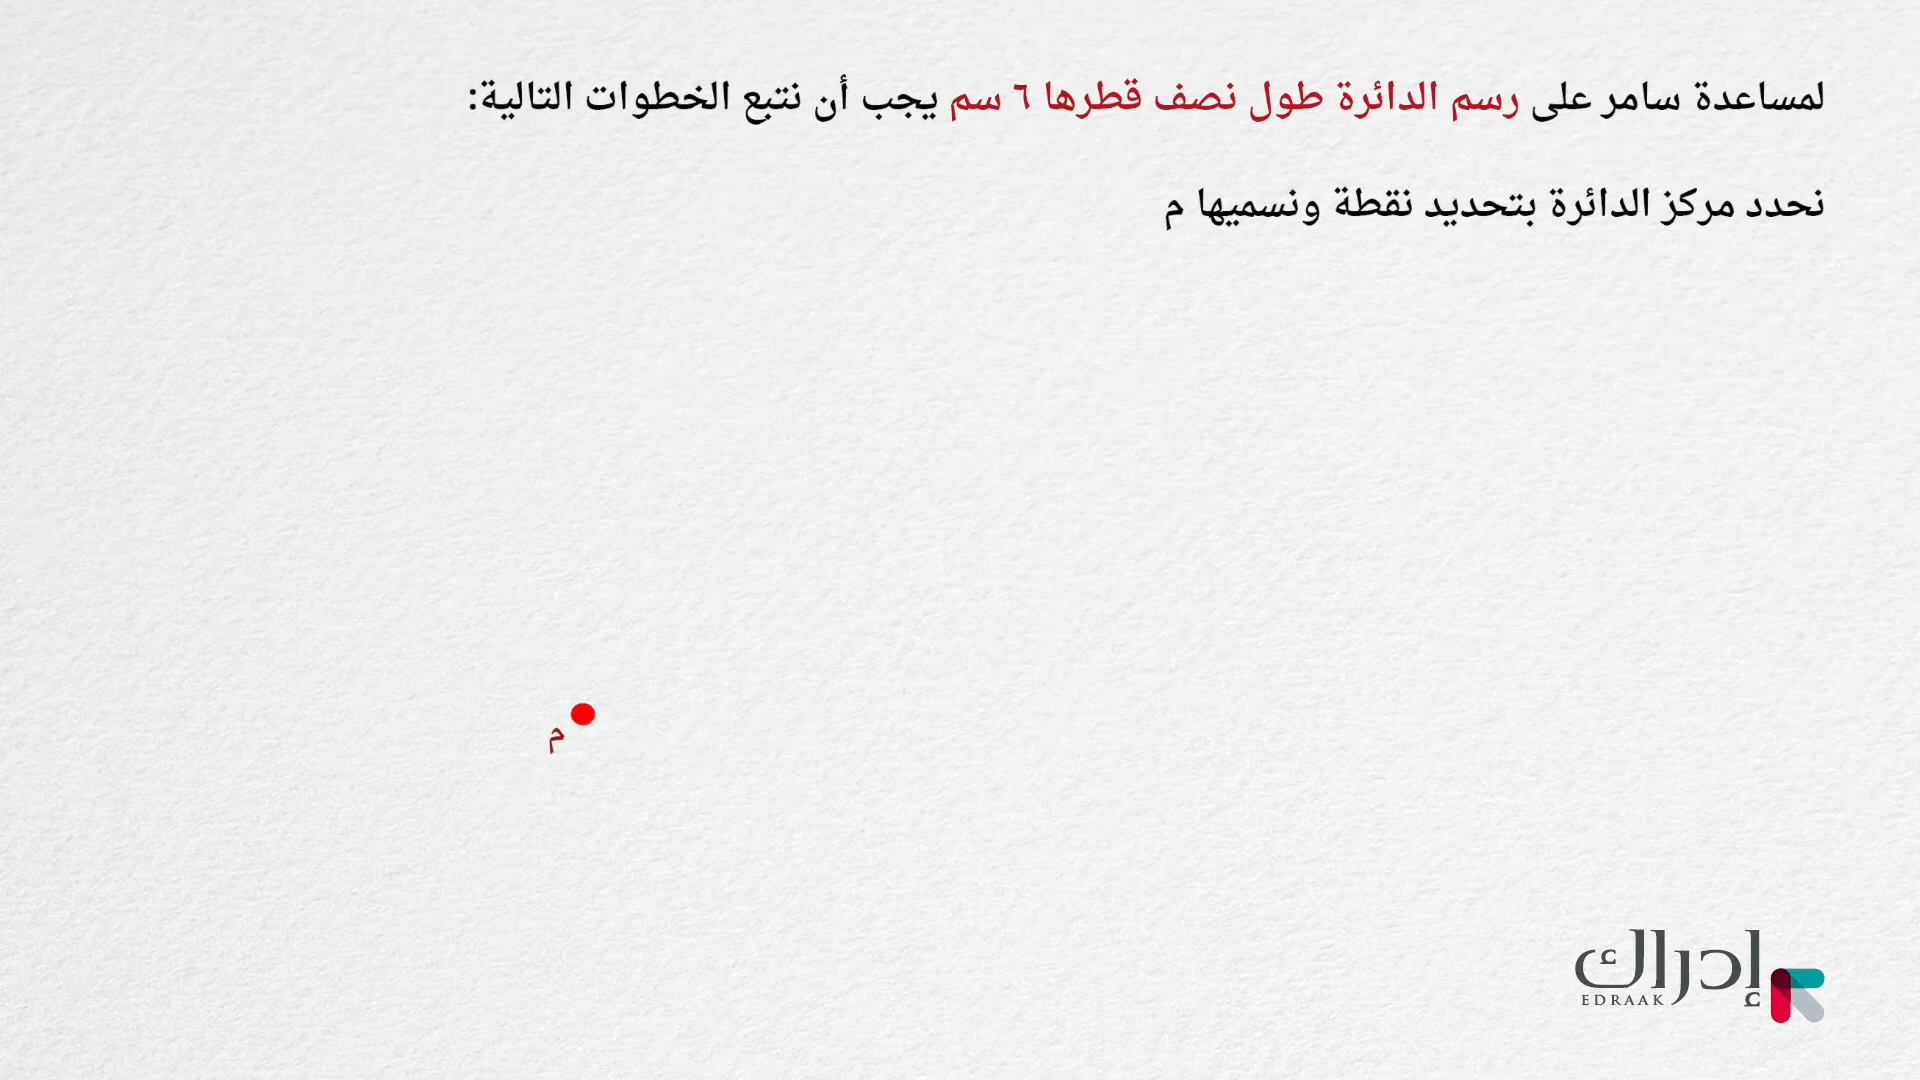 لمساعدة سامر على رسم الدائرة طول نصف قطرها ٦ سم يجب أن نتبع الخطوات التالية:
نحدد مركز الدائرة بتحديد نقطة ونسميها م
م
إدراك
EDRAAK